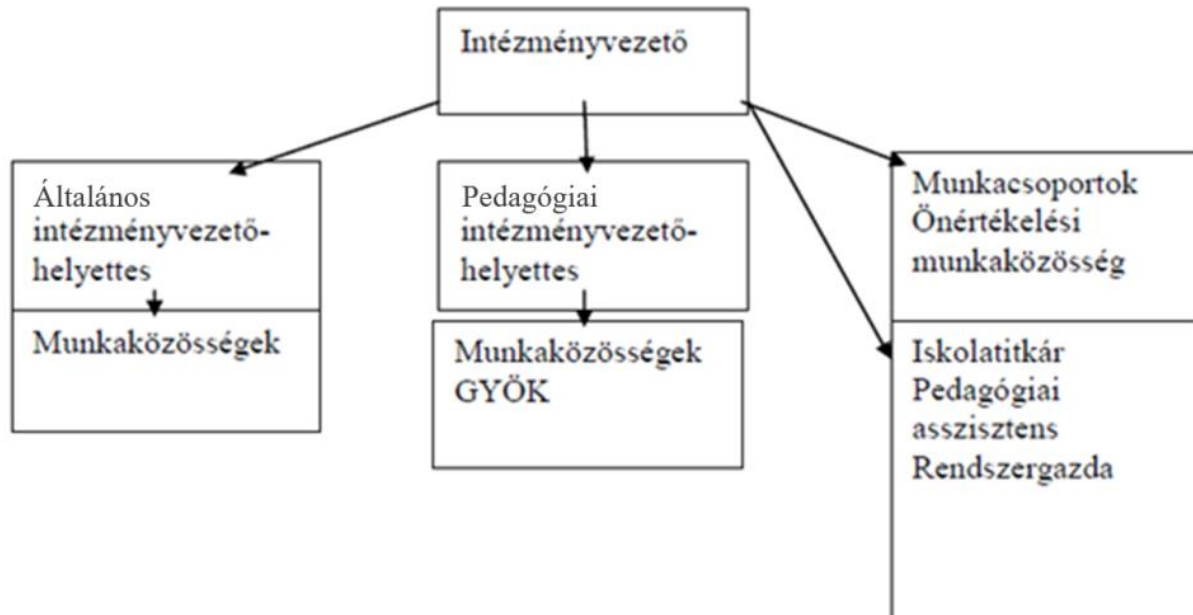 Intézményvezető
Általános
intézményvezető-
helyettes
Munkaközösségek
Pedagógiai
intézményvezető-
helyettes
Munkaközösségek
GYÖK
Munkacsoportok
Önértékelési
munkaközösség
Iskolatitkár
Pedagógiai
asszisztens
Rendszergazda